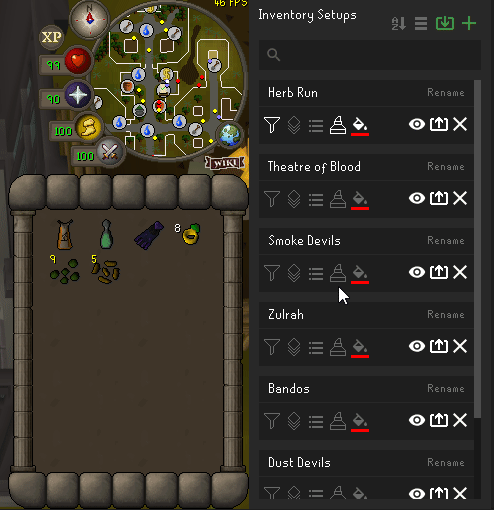 46 FPS
XP
99
90
100
100
WIKI
8
9
5
Inventory Setups
Herb Run
Rename
Theatre of Blood
Rename
Smoke Devils
Rename
Zulrah
Rename
Bandos
Rename
Dust Devils
Rename